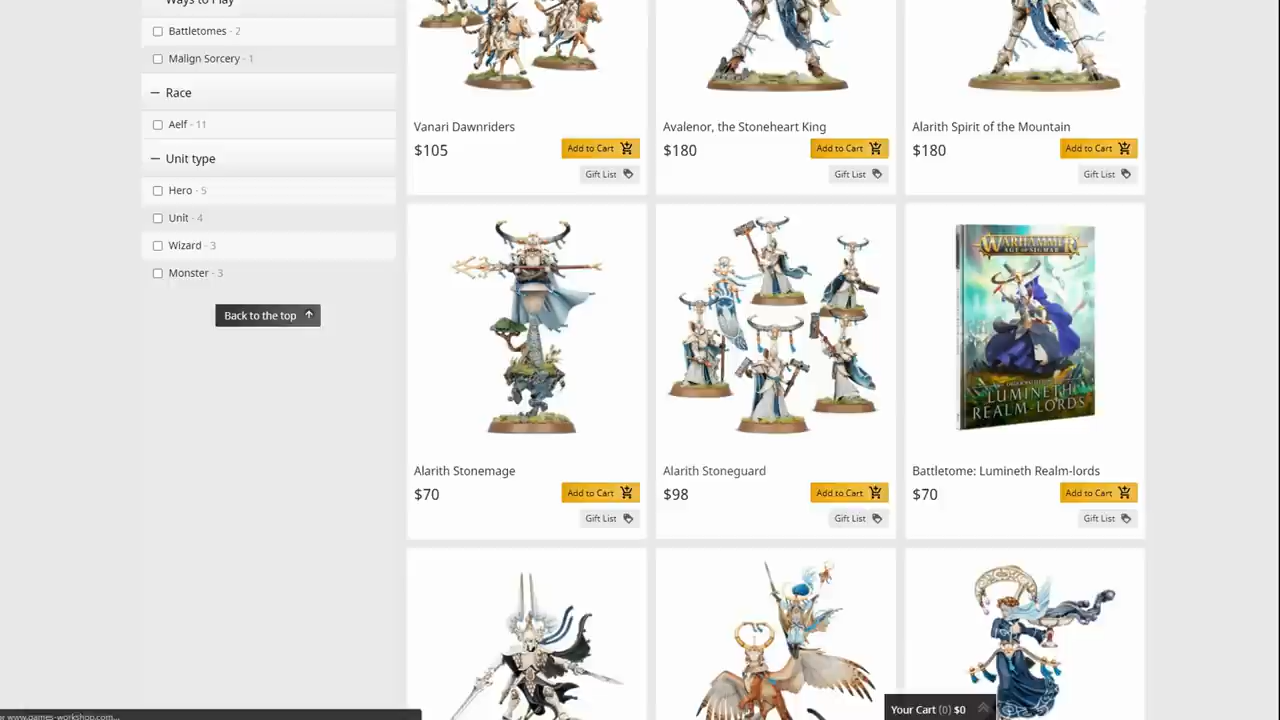 Ways to Play
Battletomes - 2
Malign Sorcery - 1
Race
Aelf - 11
Unit type
Hero - 5
Unit - 4
Wizard - 3
Monster - 3
Back to the top
Vanari Dawnriders
$105
Add to Cart
Gift List
Avalenor, the Stoneheart King
$180
Add to Cart
Gift List
Alarith Spirit of the Mountain
$180
Add to Cart
Gift List
Alarith Stonemage
$70
Add to Cart
Gift List
Alarith Stoneguard
$98
Add to Cart
Gift List
WARHAMMER
AGE OF SIGMAR
LUMINETH
REALM-LORDS
Battletome: Lumineth Realm-lords
$70
Add to Cart
Gift List
Your Cart (0) $0
www.games-workshop.com...